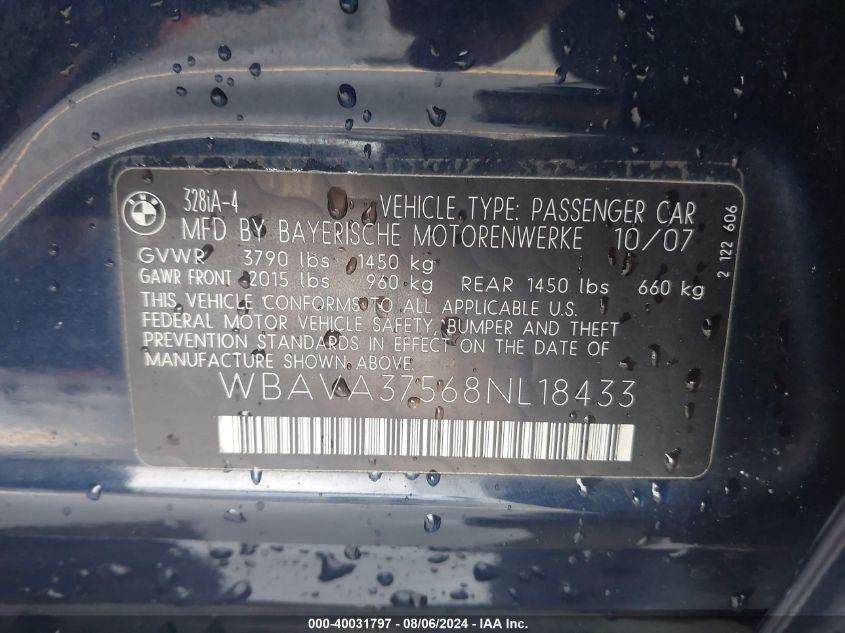 BMW
328iA-4 VEHICLE TYPE: PASSENGER CAR
MFD BY BAYERISCHE MOTORENWERKE 10/07
GVWR 3790 lbs 1450 kg
GAWR FRONT 2015 lbs 960 kg REAR 1450 lbs 660 kg
THIS VEHICLE CONFORMS TO ALL APPLICABLE U.S.
FEDERAL MOTOR VEHICLE SAFETY, BUMPER AND THEFT
PREVENTION STANDARDS IN EFFECT ON THE DATE OF
MANUFACTURE SHOWN ABOVE.
WBAVA37568NL18433
2 122 606
000-40031797 - 08/06/2024 - IAA Inc.